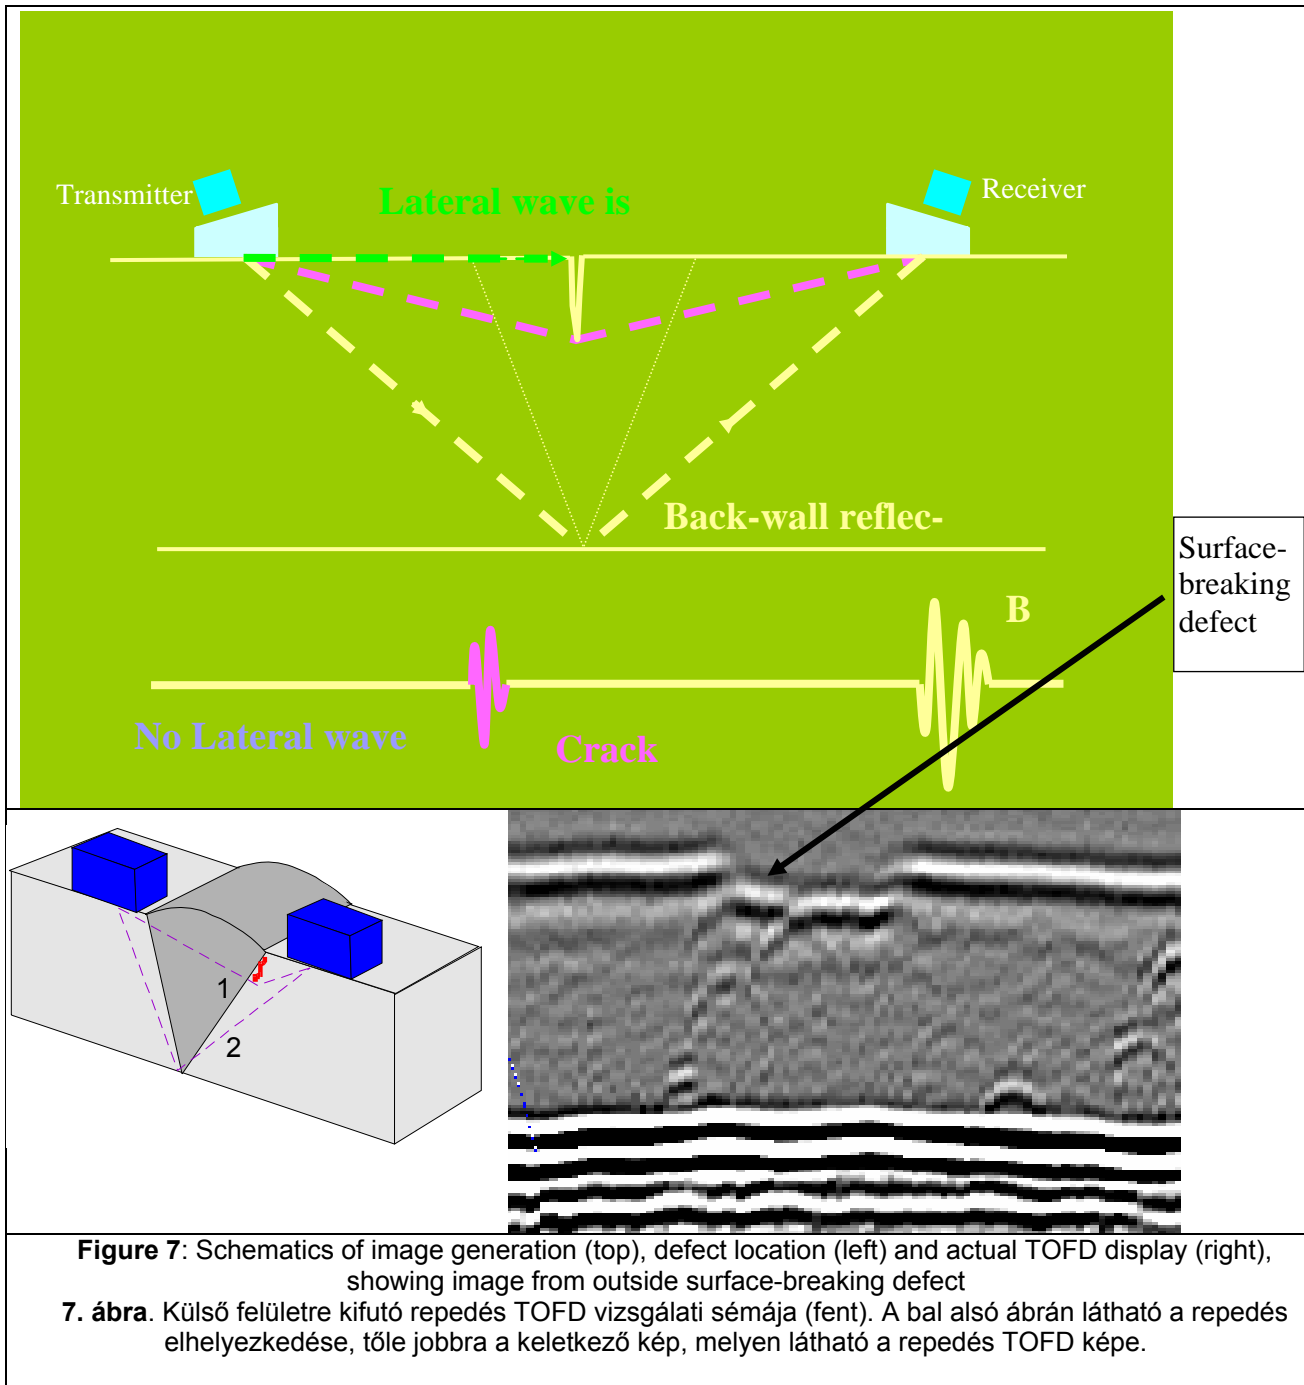 Transmitter
Lateral wave is
Receiver
Back-wall reflec-
Surface-
breaking
defect
B
No Lateral wave
Crack
1
2
Figure 7: Schematics of image generation (top), defect location (left) and actual TOFD display (right),
showing image from outside surface-breaking defect
7. ábra. Külső felületre kifutó repedés TOFD vizsgálati sémája (fent). A bal alsó ábrán látható a repedés
elhelyezkedése, tőle jobbra a keletkező kép, melyen látható a repedés TOFD képe.